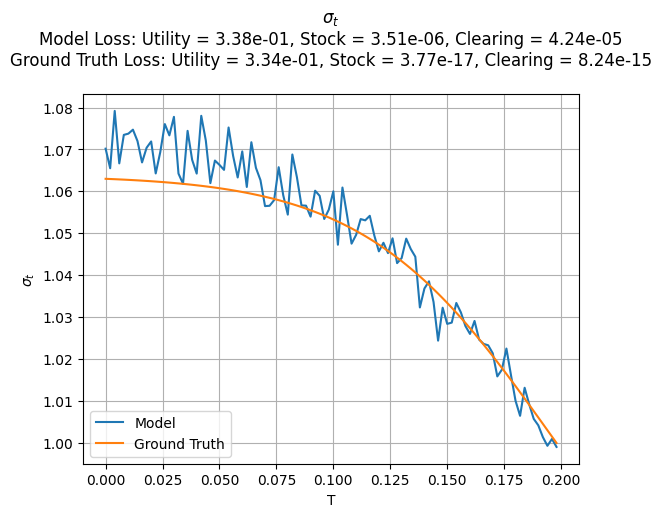 σₜ
Model Loss: Utility = 3.38e-01, Stock = 3.51e-06, Clearing = 4.24e-05
Ground Truth Loss: Utility = 3.34e-01, Stock = 3.77e-17, Clearing = 8.24e-15
1.08
1.07
1.06
1.05
1.04
1.03
1.02
1.01
1.00
σₜ
Model
Ground Truth
0.000 0.025 0.050 0.075 0.100 0.125 0.150 0.175 0.200
T